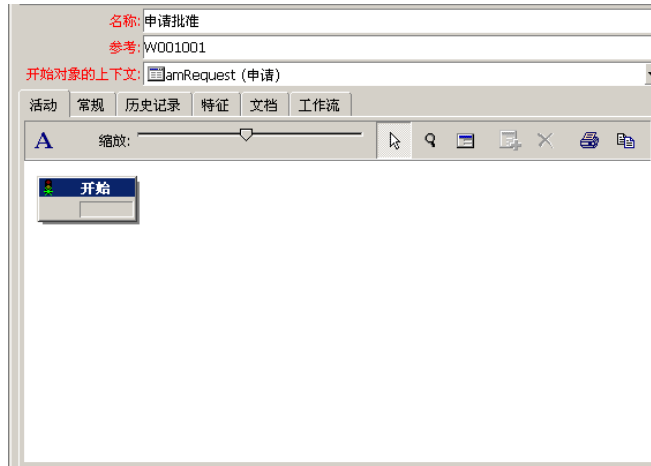 名称: 申请批准
参考: W001001
开始对象的上下文: amRequest (申请)
活动 常规 历史记录 特征 文档 工作流
A 缩放:
开始